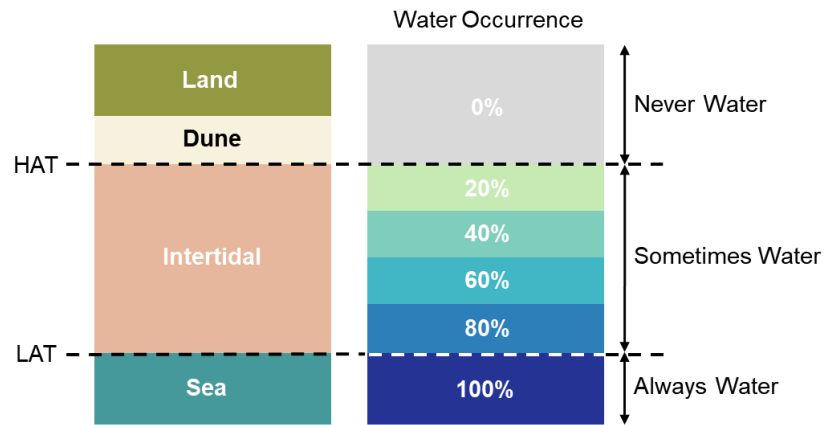 Water Occurrence
Land
0%
Never Water
Dune
HAT
20%
40%
Intertidal
Sometimes Water
60%
80%
LAT
Sea
100%
Always Water